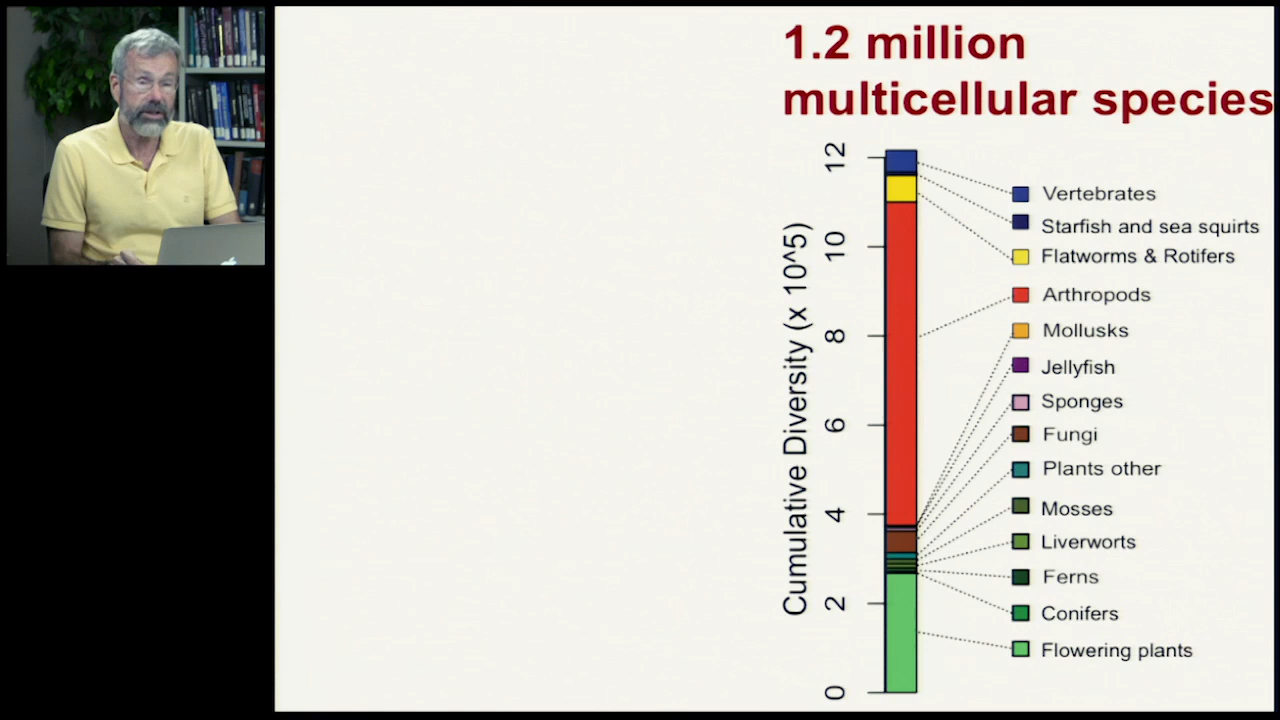 1.2 million
multicellular species
Cumulative Diversity (x 10^5)
12
10
8
6
4
2
0
Vertebrates
Starfish and sea squirts
Flatworms & Rotifers
Arthropods
Mollusks
Jellyfish
Sponges
Fungi
Plants other
Mosses
Liverworts
Ferns
Conifers
Flowering plants